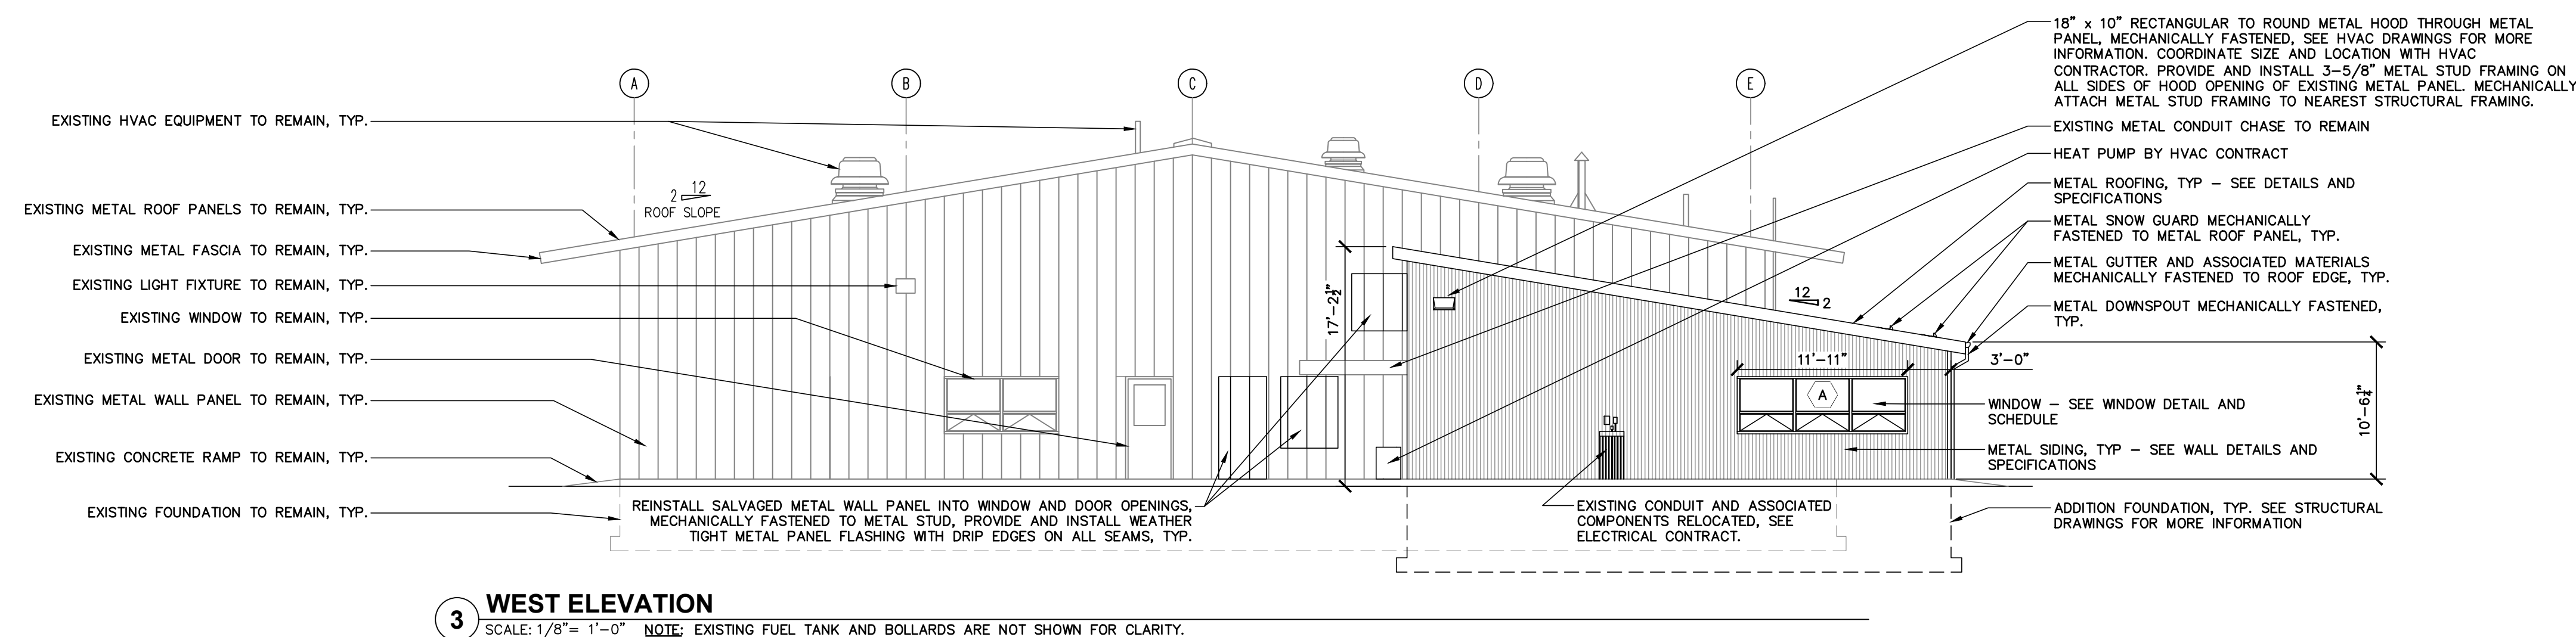 18" x 10" RECTANGULAR TO ROUND METAL HOOD THROUGH METAL
PANEL, MECHANICALLY FASTENED, SEE HVAC DRAWINGS FOR MORE
INFORMATION. COORDINATE SIZE AND LOCATION WITH HVAC
CONTRACTOR. PROVIDE AND INSTALL 3-5/8" METAL STUD FRAMING ON
ALL SIDES OF HOOD OPENING OF EXISTING METAL PANEL. MECHANICALLY
ATTACH METAL STUD FRAMING TO NEAREST STRUCTURAL FRAMING.
A
B
C
D
E
EXISTING HVAC EQUIPMENT TO REMAIN, TYP.
EXISTING METAL ROOF PANELS TO REMAIN, TYP.
EXISTING METAL FASCIA TO REMAIN, TYP.
EXISTING LIGHT FIXTURE TO REMAIN, TYP.
EXISTING WINDOW TO REMAIN, TYP.
EXISTING METAL DOOR TO REMAIN, TYP.
EXISTING METAL WALL PANEL TO REMAIN, TYP.
EXISTING CONCRETE RAMP TO REMAIN, TYP.
EXISTING FOUNDATION TO REMAIN, TYP.
12
2
ROOF SLOPE
17'-2 1/2"
12
2
11'-11"
3'-0"
A
10'-6 1/4"
EXISTING METAL CONDUIT CHASE TO REMAIN
HEAT PUMP BY HVAC CONTRACT
METAL ROOFING, TYP - SEE DETAILS AND
SPECIFICATIONS
METAL SNOW GUARD MECHANICALLY
FASTENED TO METAL ROOF PANEL, TYP.
METAL GUTTER AND ASSOCIATED MATERIALS
MECHANICALLY FASTENED TO ROOF EDGE, TYP.
METAL DOWNSPOUT MECHANICALLY FASTENED,
TYP.
WINDOW - SEE WINDOW DETAIL AND
SCHEDULE
METAL SIDING, TYP - SEE WALL DETAILS AND
SPECIFICATIONS
ADDITION FOUNDATION, TYP. SEE STRUCTURAL
DRAWINGS FOR MORE INFORMATION
REINSTALL SALVAGED METAL WALL PANEL INTO WINDOW AND DOOR OPENINGS,
MECHANICALLY FASTENED TO METAL STUD, PROVIDE AND INSTALL WEATHER
TIGHT METAL PANEL FLASHING WITH DRIP EDGES ON ALL SEAMS, TYP.
EXISTING CONDUIT AND ASSOCIATED
COMPONENTS RELOCATED, SEE
ELECTRICAL CONTRACT.
3
WEST ELEVATION
SCALE: 1/8"= 1'-0" NOTE: EXISTING FUEL TANK AND BOLLARDS ARE NOT SHOWN FOR CLARITY.